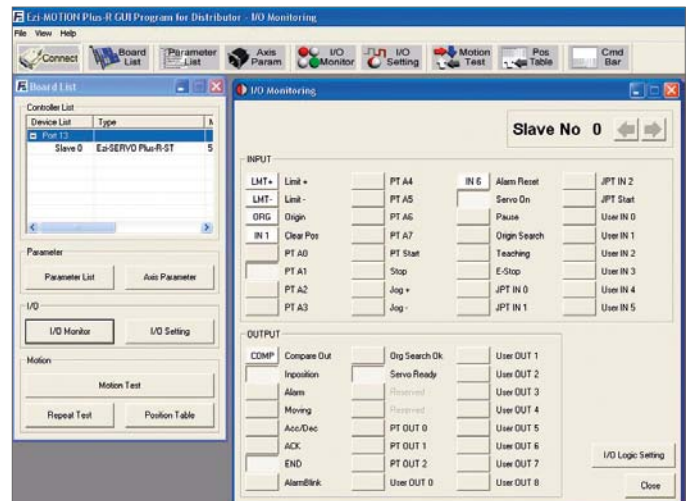 Ezi-MOTION Plus-R GUI Program for Distributor - I/O Monitoring
File View Help
Connect
Board List
Parameter List
Axis Param
I/O Monitor
I/O Setting
Motion Test
Pos Table
Cmd Bar
Board List
Controller List
Device List Type
Port 13
Slave 0 Ezi-SERVO Plus-R-ST 5
Parameter
Parameter List Axis Parameter
I/O
I/O Monitor I/O Setting
Motion
Motion Test
Repeat Test Position Table
I/O Monitoring
Slave No 0
INPUT
LMT+ Limit + PT A4 IN 6 Alarm Reset JPT IN 2
LMT- Limit - PT A5 Servo On JPT Start
ORG Origin PT A6 Pause User IN 0
IN 1 Clear Pos PT A7 Origin Search User IN 1
PT A0 PT Start Teaching User IN 2
PT A1 Stop E-Stop User IN 3
PT A2 Jog + JPT IN 0 User IN 4
PT A3 Jog - JPT IN 1 User IN 5
OUTPUT
COMP Compare Out Org Search Ok User OUT 1
Inposition Servo Ready User OUT 2
Alarm Reserved User OUT 3
Moving Reserved User OUT 4
Acc/Dec PT OUT 0 User OUT 5
ACK PT OUT 1 User OUT 6
END PT OUT 2 User OUT 7
AlarmBlink User OUT 0 User OUT 8
I/O Logic Setting
Close